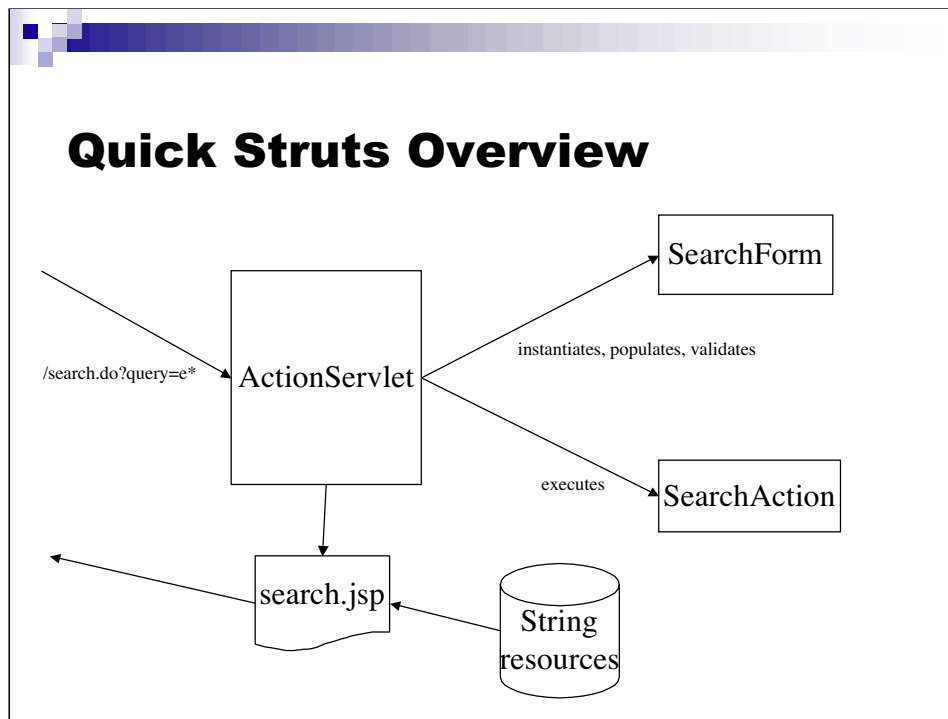 Quick Struts Overview
SearchForm
instantiates, populates, validates
/search.do?query=e*
ActionServlet
executes
SearchAction
search.jsp
String
resources